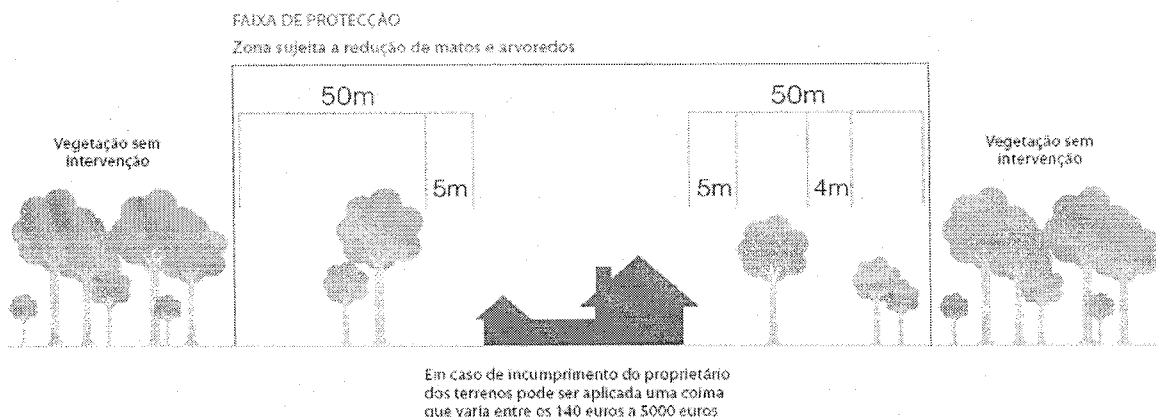 FAIXA DE PROTECÇÃO
Zona sujeita a redução de matos e arvoredos
50m
50m
Vegetação sem
intervenção
Vegetação sem
intervenção
5m
5m
4m
Em caso de incumprimento do proprietário
dos terrenos pode ser aplicada uma coima
que varia entre os 140 euros a 5000 euros